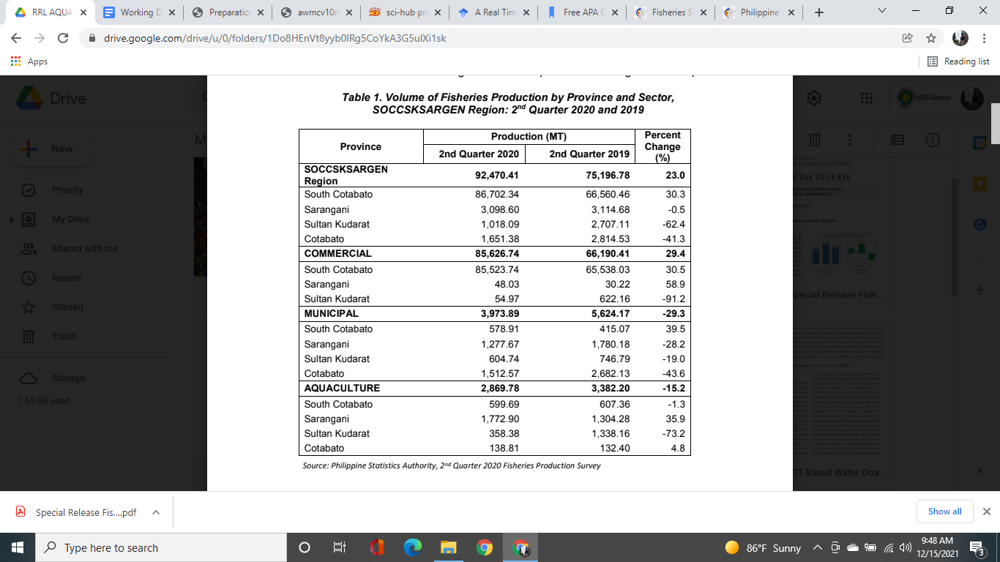 RRL AQUA
Working D
Preparatio
awmcv10n
sci-hub pr
A Real Tim
Free APA C
Fisheries S
Philippine
drive.google.com/drive/u/0/folders/
Apps
Reading list
Drive
MSU-Gensan
New
Priority
My Drive
Shared with me
Recent
Starred
Trash
Storage
7.55 GB used
Table 1. Volume of Fisheries Production by Province and Sector,
SOCCSKSARGEN Region: 2nd Quarter 2020 and 2019
Province Production (MT) Percent Change (%)
2nd Quarter 2020 2nd Quarter 2019
SOCCSKSARGEN Region 92,470.41 75,196.78 23.0
South Cotabato 86,702.34 66,560.46 30.3
Sarangani 3,098.60 3,114.68 -0.5
Sultan Kudarat 1,018.09 2,707.11 -62.4
Cotabato 1,651.38 2,814.53 -41.3
COMMERCIAL 85,626.74 66,190.41 29.4
South Cotabato 85,523.74 65,538.03 30.5
Sarangani 48.03 30.22 58.9
Sultan Kudarat 54.97 622.16 -91.2
MUNICIPAL 3,973.89 5,624.17 -29.3
South Cotabato 578.91 415.07 39.5
Sarangani 1,277.67 1,780.18 -28.2
Sultan Kudarat 604.74 746.79 -19.0
Cotabato 1,512.57 2,682.13 -43.6
AQUACULTURE 2,869.78 3,382.20 -15.2
South Cotabato 599.69 607.36 -1.3
Sarangani 1,772.90 1,304.28 35.9
Sultan Kudarat 358.38 1,338.16 -73.2
Cotabato 138.81 132.40 4.8
Source: Philippine Statistics Authority, 2nd Quarter 2020 Fisheries Production Survey
CIAL RELEASE
pecial Release Fish...
OT Based Water Qua...
Special Release Fis....pdf
Show all
Type here to search
86°F Sunny
9:48 AM
12/15/2021
3